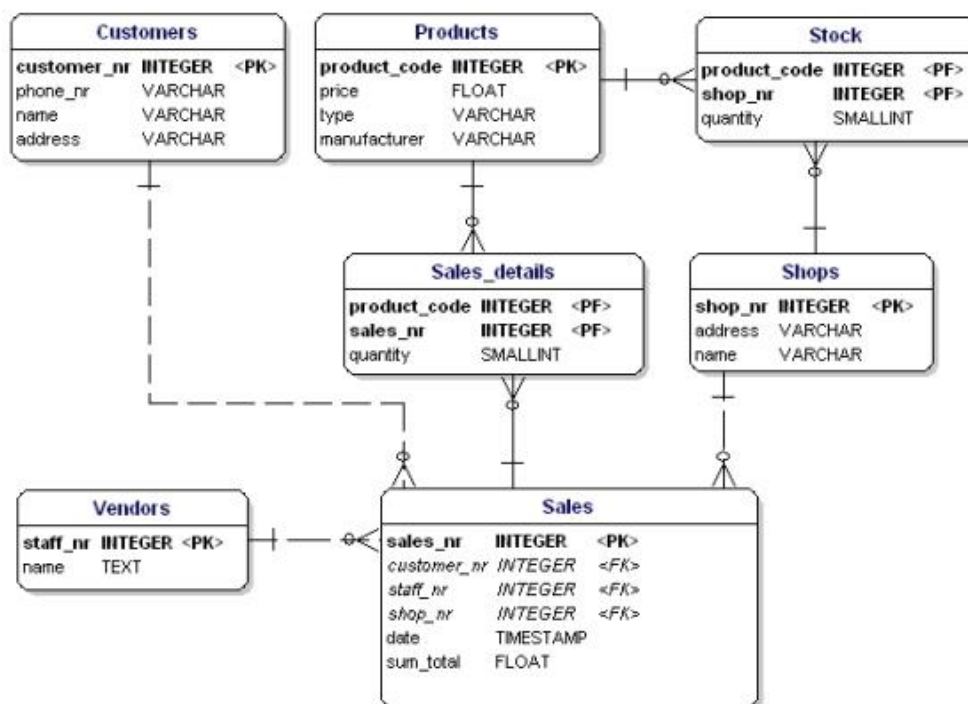 Customers
customer_nr INTEGER <PK>
phone_nr VARCHAR
name VARCHAR
address VARCHAR
Products
product_code INTEGER <PK>
price FLOAT
type VARCHAR
manufacturer VARCHAR
Stock
product_code INTEGER <PF>
shop_nr INTEGER <PF>
quantity SMALLINT
Sales_details
product_code INTEGER <PF>
sales_nr INTEGER <PF>
quantity SMALLINT
Shops
shop_nr INTEGER <PK>
address VARCHAR
name VARCHAR
Vendors
staff_nr INTEGER <PK>
name TEXT
Sales
sales_nr INTEGER <PK>
customer_nr INTEGER <FK>
staff_nr INTEGER <FK>
shop_nr INTEGER <FK>
date TIMESTAMP
sum_total FLOAT